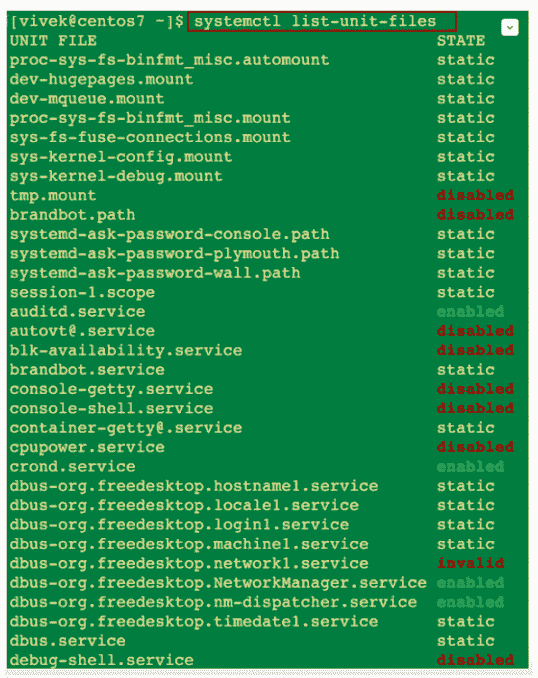 [vivek@centos7 ~]$ systemctl list-unit-files
UNIT FILE STATE
proc-sys-fs-binfmt_misc.automount static
dev-hugepages.mount static
dev-mqueue.mount static
proc-sys-fs-binfmt_misc.mount static
sys-fs-fuse-connections.mount static
sys-kernel-config.mount static
sys-kernel-debug.mount static
tmp.mount disabled
brandbot.path disabled
systemd-ask-password-console.path static
systemd-ask-password-plymouth.path static
systemd-ask-password-wall.path static
session-1.scope static
auditd.service enabled
autovt@.service disabled
blk-availability.service disabled
brandbot.service static
console-getty.service disabled
console-shell.service disabled
container-getty@.service static
cpupower.service disabled
crond.service enabled
dbus-org.freedesktop.hostname1.service static
dbus-org.freedesktop.locale1.service static
dbus-org.freedesktop.login1.service static
dbus-org.freedesktop.machine1.service static
dbus-org.freedesktop.network1.service invalid
dbus-org.freedesktop.NetworkManager.service enabled
dbus-org.freedesktop.nm-dispatcher.service enabled
dbus-org.freedesktop.timedate1.service static
dbus.service static
debug-shell.service disabled